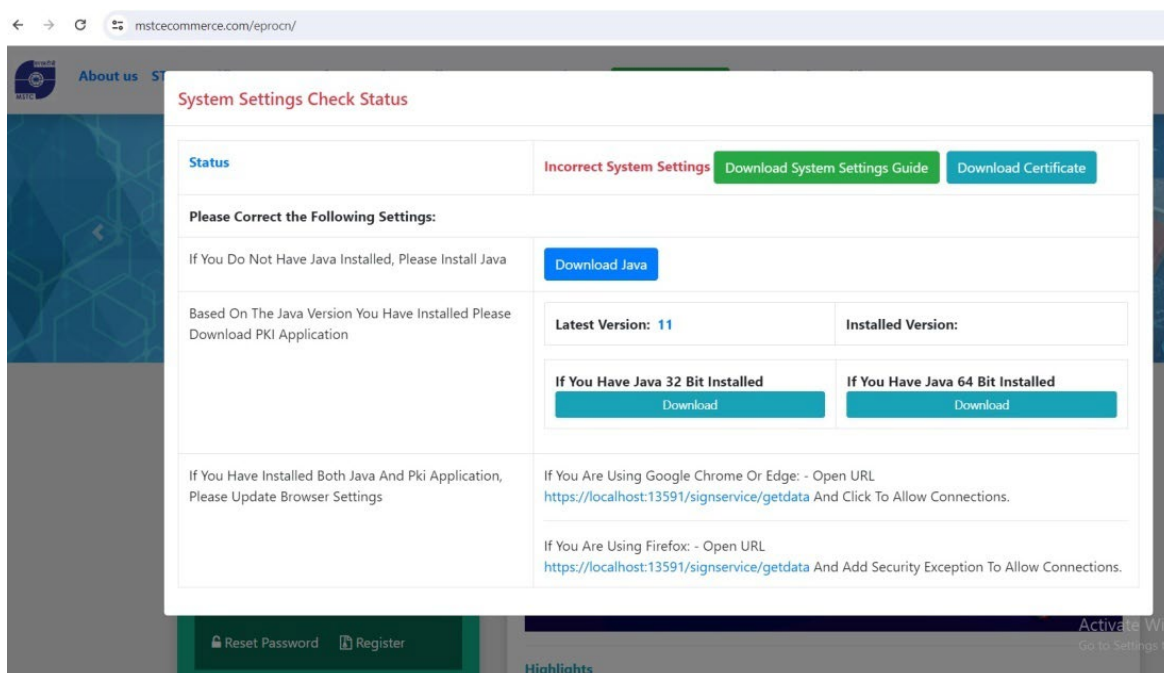 mstcecommerce.com/eprocn/
MSTC
About us ST
System Settings Check Status
Status
Incorrect System Settings Download System Settings Guide Download Certificate
Please Correct the Following Settings:
If You Do Not Have Java Installed, Please Install Java
Download Java
Based On The Java Version You Have Installed Please
Download PKI Application
Latest Version: 11
Installed Version:
If You Have Java 32 Bit Installed
Download
If You Have Java 64 Bit Installed
Download
If You Have Installed Both Java And Pki Application,
Please Update Browser Settings
If You Are Using Google Chrome Or Edge: - Open URL
https://localhost:13591/signservice/getdata And Click To Allow Connections.
If You Are Using Firefox: - Open URL
https://localhost:13591/signservice/getdata And Add Security Exception To Allow Connections.
Reset Password Register
Highlights
Activate W
Go to Settings